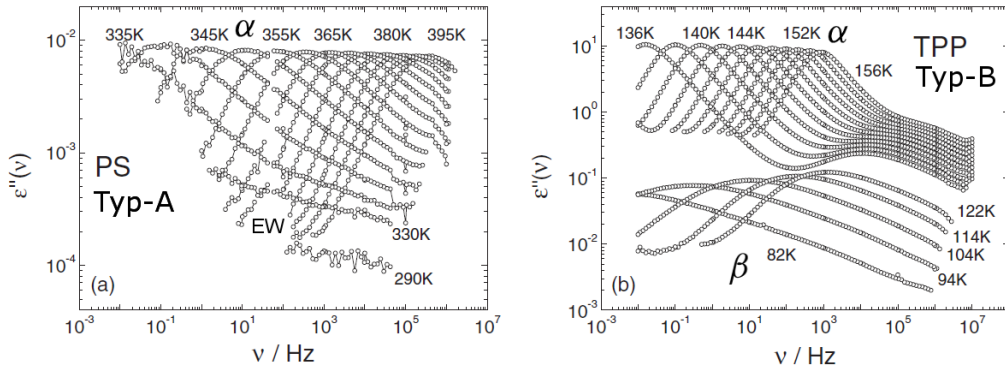 10⁻²
10⁻³
10⁻⁴
ε''(ν)
335K
345K
α
355K
365K
380K
395K
PS
Typ-A
EW
330K
290K
(a)
10⁻³
10⁻¹
10¹
10³
10⁵
10⁷
ν / Hz
10¹
10⁰
10⁻¹
10⁻²
10⁻³
ε''(ν)
136K
140K
144K
152K
α
TPP
Typ-B
156K
122K
114K
104K
94K
82K
β
(b)
10⁻³
10⁻¹
10¹
10³
10⁵
10⁷
ν / Hz